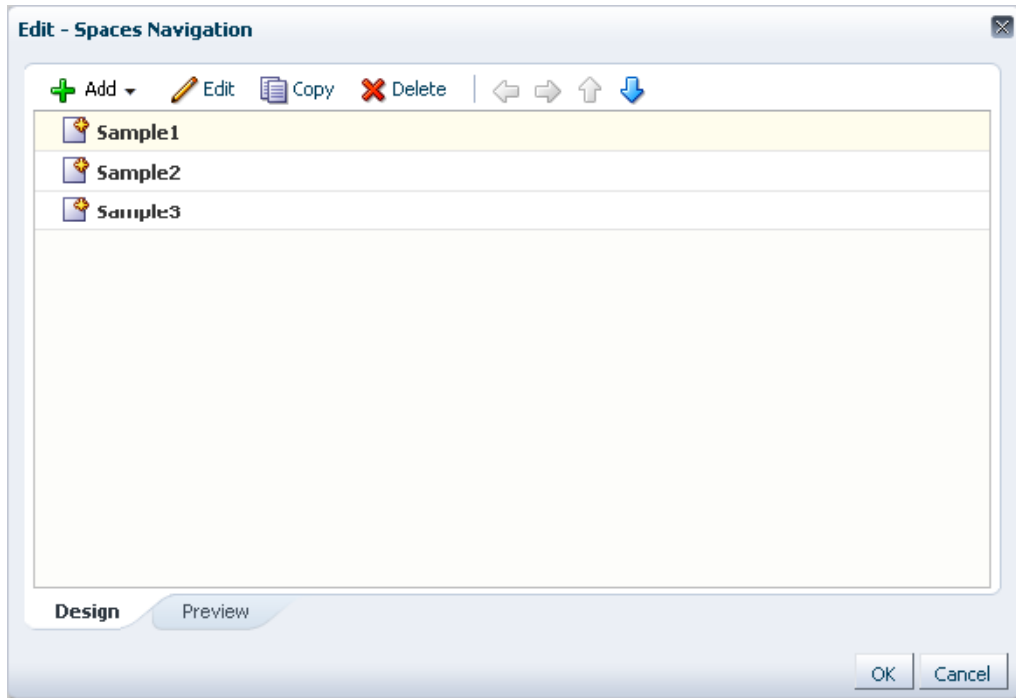 Edit - Spaces Navigation
Add Edit Copy Delete
Sample1
Sample2
Sample3
Design Preview
OK Cancel